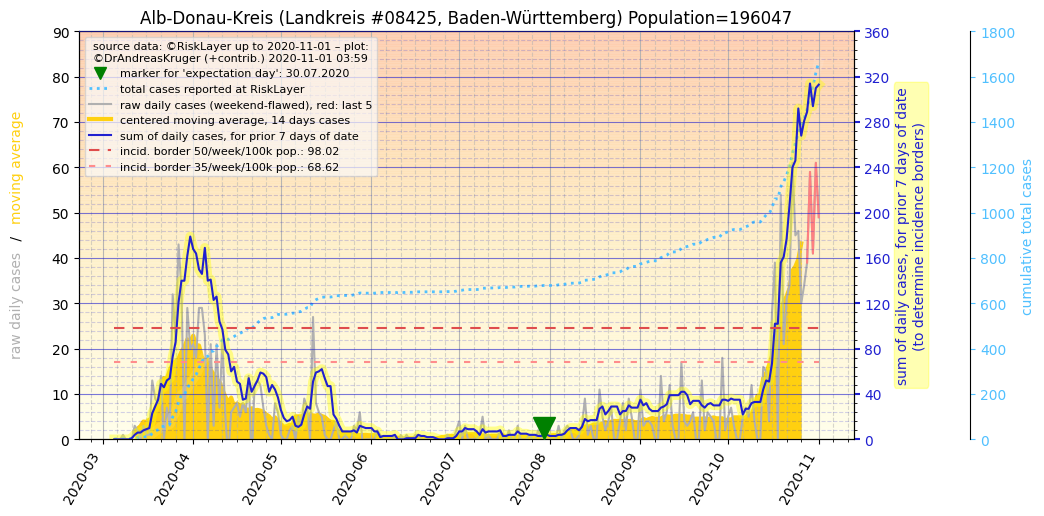 Alb-Donau-Kreis (Landkreis #08425, Baden-Württemberg) Population=196047
source data: ©RiskLayer up to 2020-11-01 – plot:
©DrAndreasKruger (+contrib.) 2020-11-01 03:59
marker for 'expectation day': 30.07.2020
total cases reported at RiskLayer
raw daily cases (weekend-flawed), red: last 5
centered moving average, 14 days cases
sum of daily cases, for prior 7 days of date
incid. border 50/week/100k pop.: 98.02
incid. border 35/week/100k pop.: 68.62
raw daily cases / moving average
90
80
70
60
50
40
30
20
10
0
2020-03
2020-04
2020-05
2020-06
2020-07
2020-08
2020-09
2020-10
2020-11
360
320
280
240
200
160
120
80
40
0
sum of daily cases, for prior 7 days of date
(to determine incidence borders)
1800
1600
1400
1200
1000
800
600
400
200
0
cumulative total cases